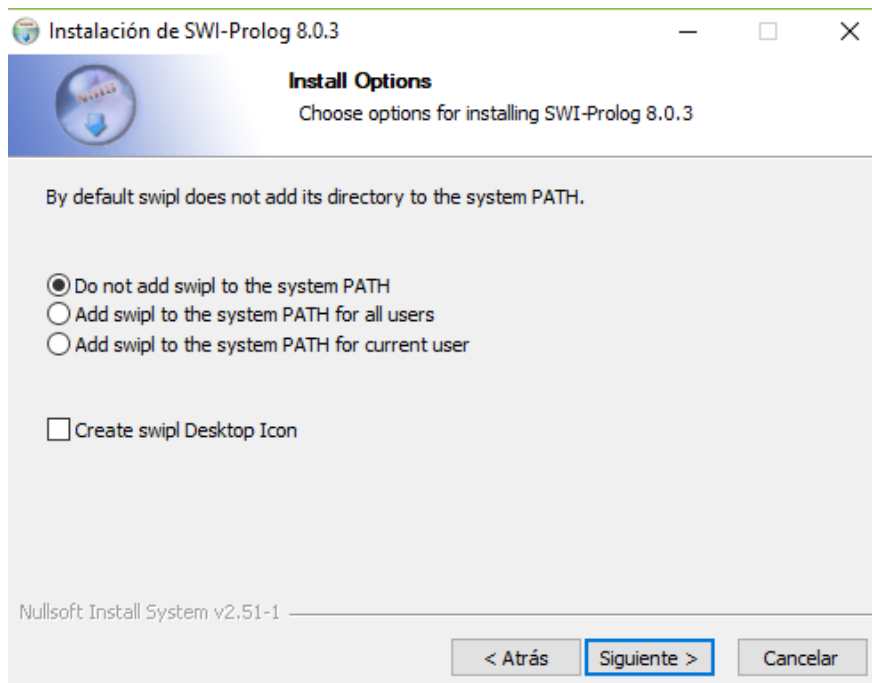 Instalación de SWI-Prolog 8.0.3
Install Options
Choose options for installing SWI-Prolog 8.0.3
By default swipl does not add its directory to the system PATH.
Do not add swipl to the system PATH
Add swipl to the system PATH for all users
Add swipl to the system PATH for current user
Create swipl Desktop Icon
Nullsoft Install System v2.51-1
< Atrás Siguiente > Cancelar